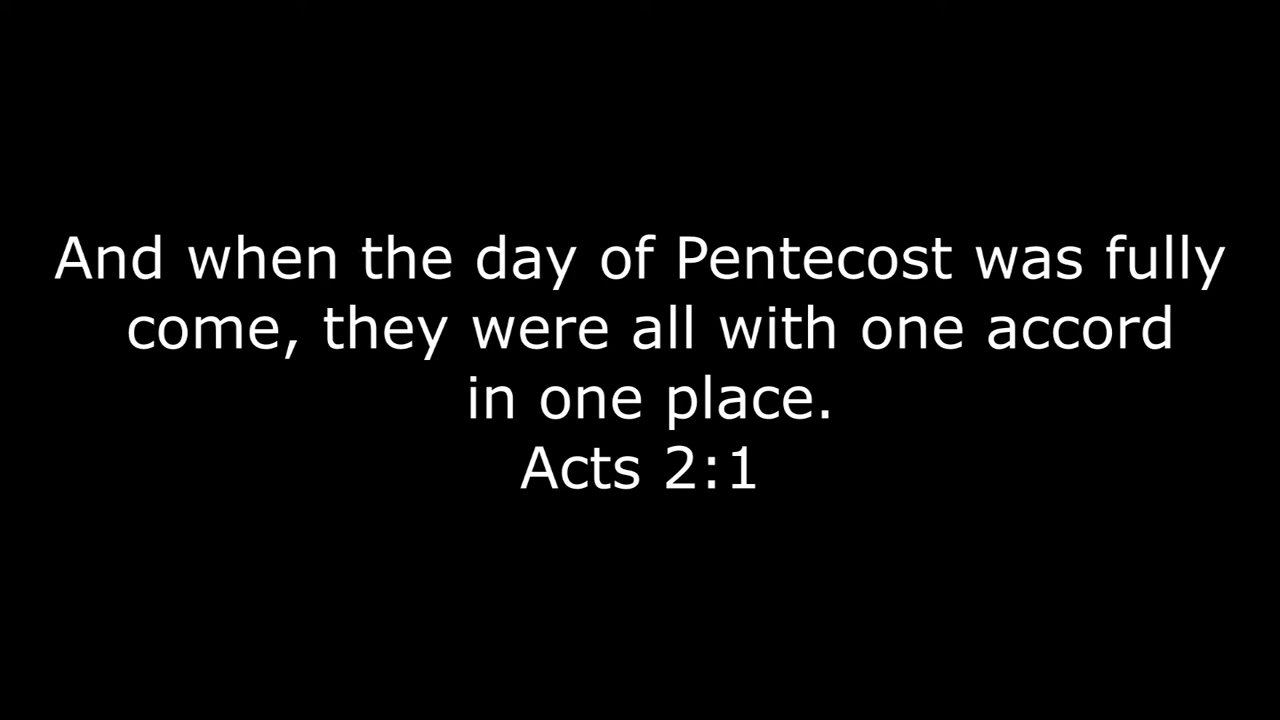 And when the day of Pentecost was fully
come, they were all with one accord
in one place.
Acts 2:1